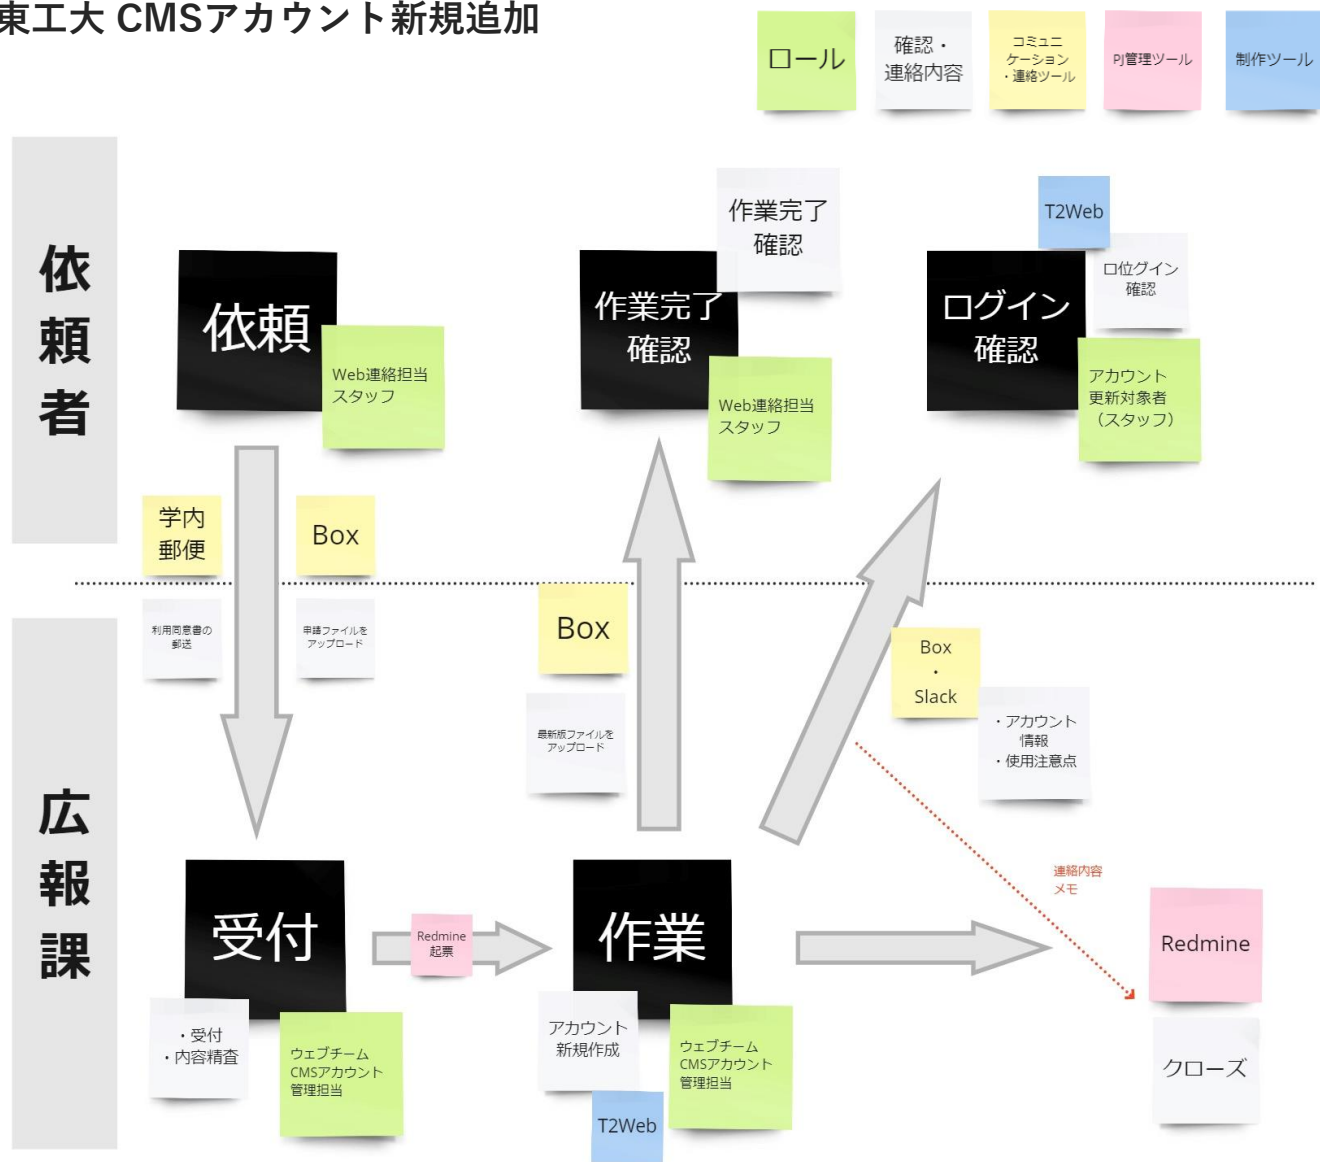 東工大 CMSアカウント新規追加
ロール
確認・
連絡内容
コミュニ
ケーション
・連絡ツール
PJ管理ツール
制作ツール
依
頼
者
依頼
Web連絡担当
スタッフ
作業完了
確認
作業完了
確認
Web連絡担当
スタッフ
T2Web
ログイン
確認
口位グイン
確認
アカウント
更新対象者
（スタッフ）
学内
郵便
Box
利用同意書の
郵送
申請ファイルを
アップロード
Box
最新版ファイルを
アップロード
Box
・
Slack
・アカウント
情報
・使用注意点
連絡内容
メモ
広
報
課
受付
・受付
・内容精査
ウェブチーム
CMSアカウント
管理担当
Redmine
起票
作業
アカウント
新規作成
T2Web
ウェブチーム
CMSアカウント
管理担当
Redmine
クローズ